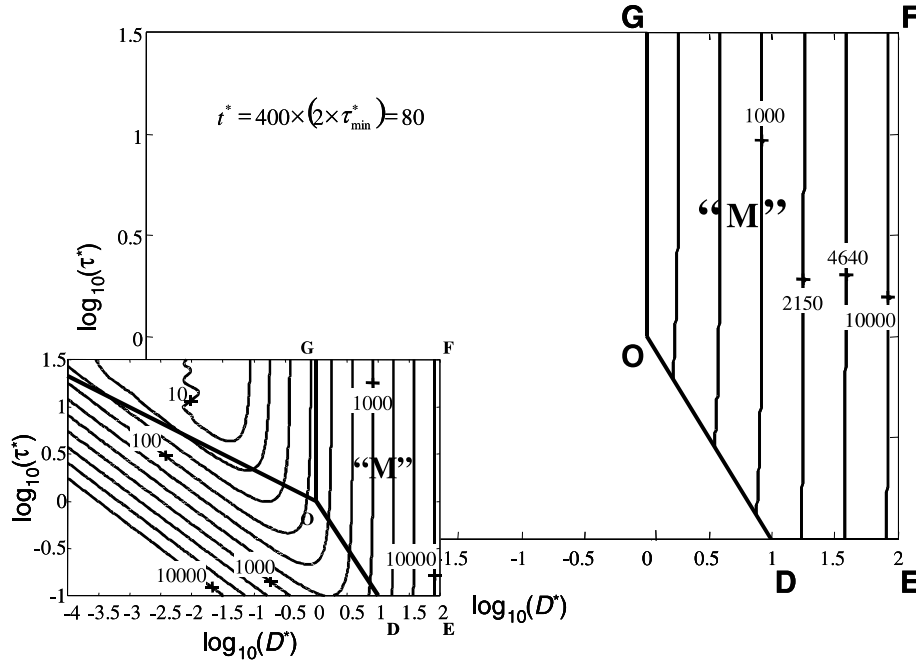 G F
1.5
t* = 400×(2×τ*min) = 80
1000
1
“M”
0.5
4640
2150
10000
log10(τ*)
0
O
G F
1.5
10
1000
1
100
0.5
“M”
log10(τ*)
0
O
-0.5
10000 1000 10000
-1
-4 -3.5 -3 -2.5 -2 -1.5 -1 -0.5 0 0.5 1 1.5 2
D E
log10(D*)
-1.5 -1 -0.5 0 0.5 1 1.5 2
D E
log10(D*)